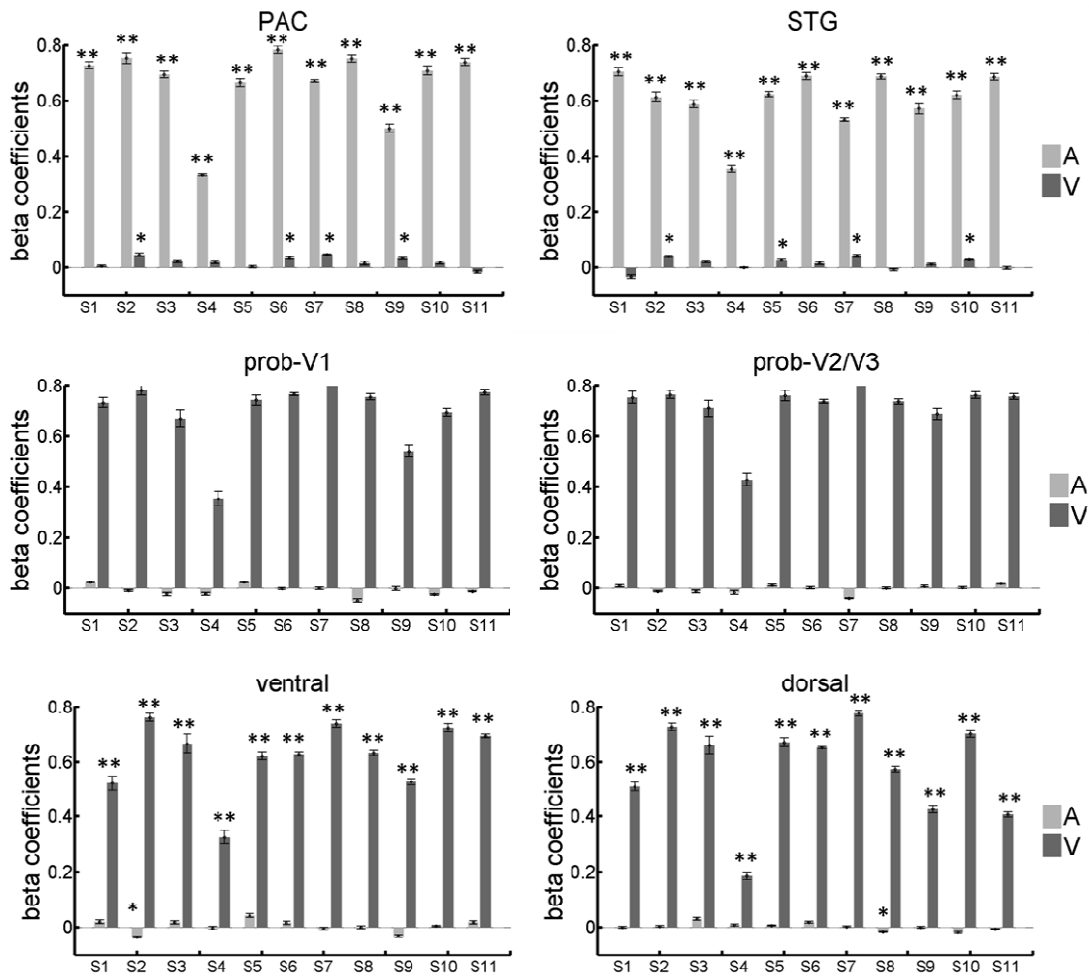 PAC
** ** ** ** ** ** ** ** ** ** **
* * * *
beta coefficients
0.8
0.6
0.4
0.2
0
S1 S2 S3 S4 S5 S6 S7 S8 S9 S10 S11
STG
** ** ** ** ** ** ** ** ** ** **
* * * *
beta coefficients
0.8
0.6
0.4
0.2
0
S1 S2 S3 S4 S5 S6 S7 S8 S9 S10 S11
A
V
prob-V1
beta coefficients
0.8
0.6
0.4
0.2
0
S1 S2 S3 S4 S5 S6 S7 S8 S9 S10 S11
prob-V2/V3
beta coefficients
0.8
0.6
0.4
0.2
0
S1 S2 S3 S4 S5 S6 S7 S8 S9 S10 S11
A
V
ventral
** ** ** ** ** ** ** ** ** ** **
*
beta coefficients
0.8
0.6
0.4
0.2
0
S1 S2 S3 S4 S5 S6 S7 S8 S9 S10 S11
dorsal
** ** ** ** ** ** ** ** ** ** **
*
beta coefficients
0.8
0.6
0.4
0.2
0
S1 S2 S3 S4 S5 S6 S7 S8 S9 S10 S11
A
V